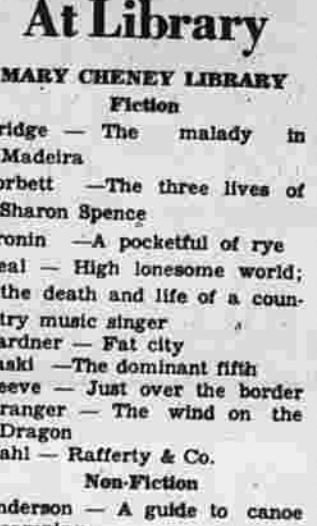 At Library
MARY CHENEY LIBRARY
Fiction
ridge — The malady in
Madeira
orbett —The three lives of
Sharon Spence
ronin —A pocketful of rye
eal — High lonesome world;
the death and life of a coun-
try music singer
ardner — Fat city
aski —The dominant fifth
eeve — Just over the border
ranger — The wind on the
Dragon
ahl — Rafferty & Co.
Non-Fiction
nderson — A guide to canoe